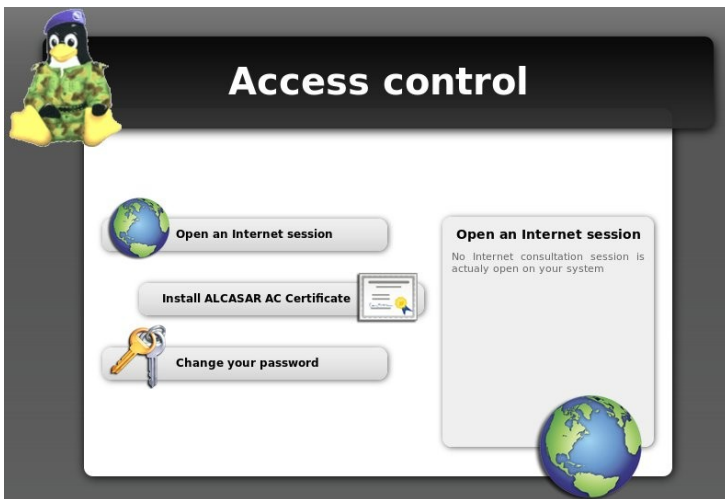 Access control
Open an Internet session
Install ALCASAR AC Certificate
Change your password
Open an Internet session
No Internet consultation session is
actualy open on your system